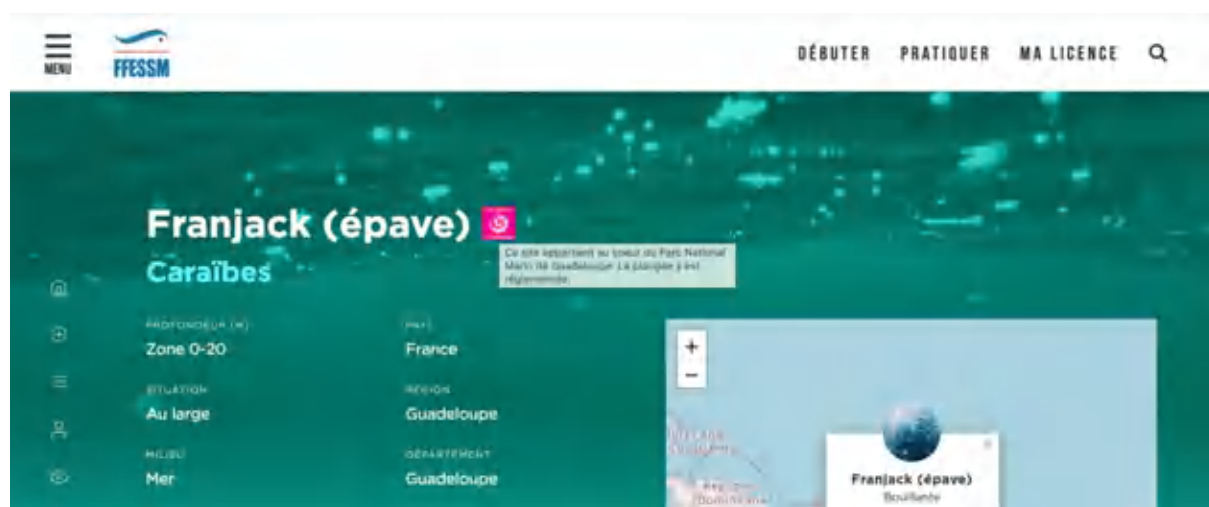 MENU
FFESSM
DÉBUTER PRATIQUER MA LICENCE
Franjack (épave)
Ce site appartient au coeur du Parc National
Marin de Guadeloupe. La plongée y est
réglementée.
Caraïbes
PROFONDEUR (M)
Zone 0-20
PAYS
France
SITUATION
Au large
RÉGION
Guadeloupe
MILIEU
Mer
DÉPARTEMENT
Guadeloupe
+
−
Franjack (épave)
Bouillante